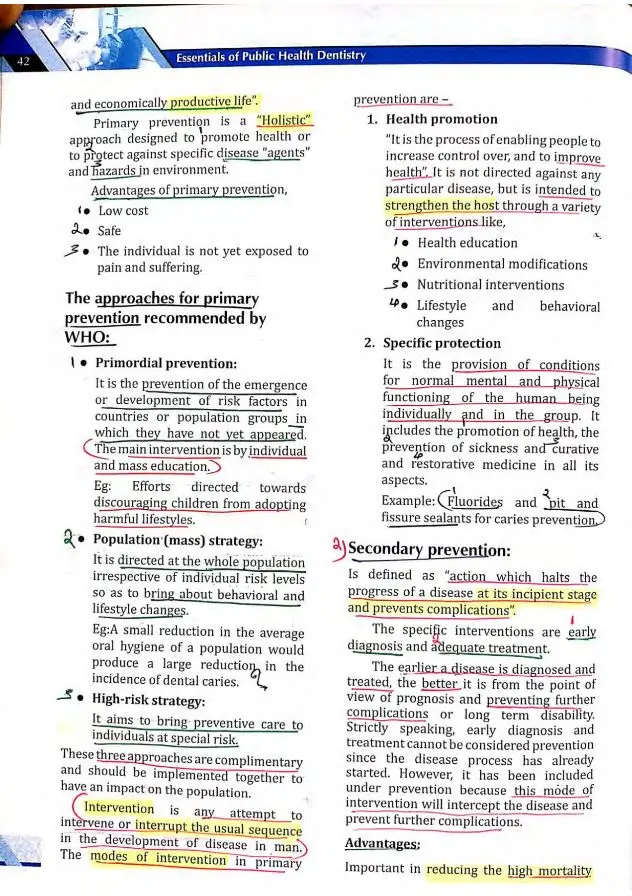 42
Essentials of Public Health Dentistry
and economically productive life".
Primary prevention is a "Holistic"
approach designed to promote health or
to protect against specific disease "agents"
and hazards in environment.
Advantages of primary prevention,
1 • Low cost
2 • Safe
3 • The individual is not yet exposed to
pain and suffering.
The approaches for primary
prevention recommended by
WHO:
1 • Primordial prevention:
It is the prevention of the emergence
or development of risk factors in
countries or population groups in
which they have not yet appeared.
The main intervention is by individual
and mass education.
Eg: Efforts directed towards
discouraging children from adopting
harmful lifestyles.
2 • Population (mass) strategy:
It is directed at the whole population
irrespective of individual risk levels
so as to bring about behavioral and
lifestyle changes.
Eg:A small reduction in the average
oral hygiene of a population would
produce a large reduction in the
incidence of dental caries.
3 • High-risk strategy:
It aims to bring preventive care to
individuals at special risk.
These three approaches are complimentary
and should be implemented together to
have an impact on the population.
Intervention is any attempt to
intervene or interrupt the usual sequence
in the development of disease in man.
The modes of intervention in primary
prevention are –
1. Health promotion
"It is the process of enabling people to
increase control over, and to improve
health". It is not directed against any
particular disease, but is intended to
strengthen the host through a variety
of interventions like,
1 • Health education
2 • Environmental modifications
3 • Nutritional interventions
4 • Lifestyle and behavioral
changes
2. Specific protection
It is the provision of conditions
for normal mental and physical
functioning of the human being
individually and in the group. It
includes the promotion of health, the
prevention of sickness and curative
and restorative medicine in all its
aspects.
Example: Fluorides and pit and
fissure sealants for caries prevention.
2) Secondary prevention:
Is defined as "action which halts the
progress of a disease at its incipient stage
and prevents complications".
The specific interventions are early
diagnosis and adequate treatment.
The earlier a disease is diagnosed and
treated, the better it is from the point of
view of prognosis and preventing further
complications or long term disability.
Strictly speaking, early diagnosis and
treatment cannot be considered prevention
since the disease process has already
started. However, it has been included
under prevention because this mode of
intervention will intercept the disease and
prevent further complications.
Advantages:
Important in reducing the high mortality